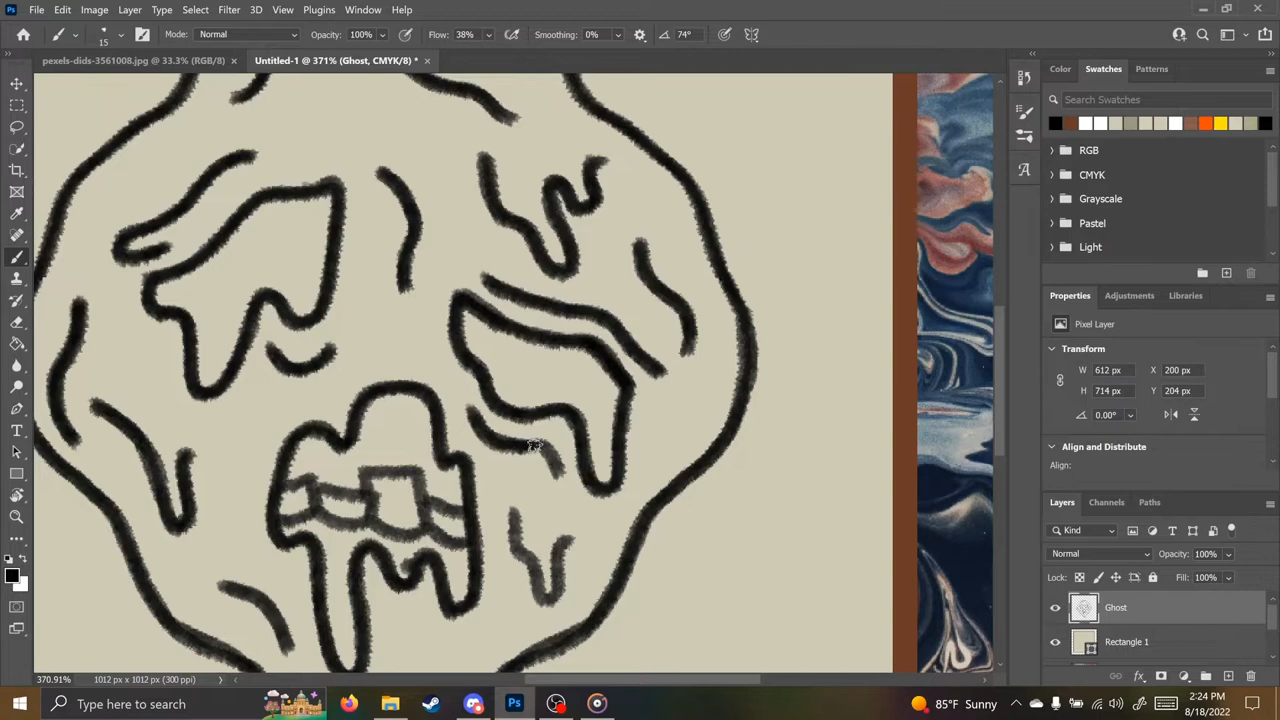 Ps File Edit Image Layer Type Select Filter 3D View Plugins Window Help
15 Mode: Normal Opacity: 100% Flow: 38% Smoothing: 0% 74°
pexels-dids-3561008.jpg @ 33.3% (RGB/8) × Untitled-1 @ 371% (Ghost, CMYK/8) * ×
Color Swatches Patterns
Search Swatches
RGB
CMYK
Grayscale
Pastel
Light
Properties Adjustments Libraries
Pixel Layer
Transform
W 612 px X 200 px
H 714 px Y 204 px
0.00°
Align and Distribute
Align:
Layers Channels Paths
Kind
Normal Opacity: 100%
Lock: Fill: 100%
Ghost
Rectangle 1
370.91% 1012 px x 1012 px (300 ppi)
Type here to search
Ps
85°F Sunny
2:24 PM
8/18/2022